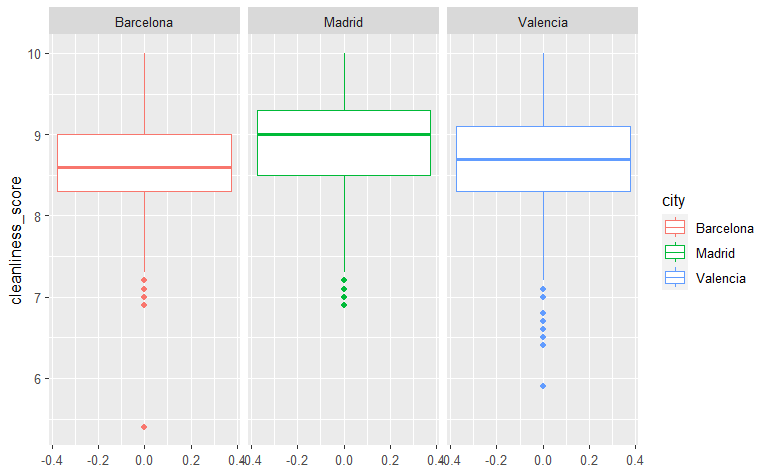 Barcelona Madrid Valencia
10
9
8
7
6
cleanliness_score
-0.4 -0.2 0.0 0.2 0.4 -0.4 -0.2 0.0 0.2 0.4 -0.4 -0.2 0.0 0.2 0.4
city
Barcelona
Madrid
Valencia